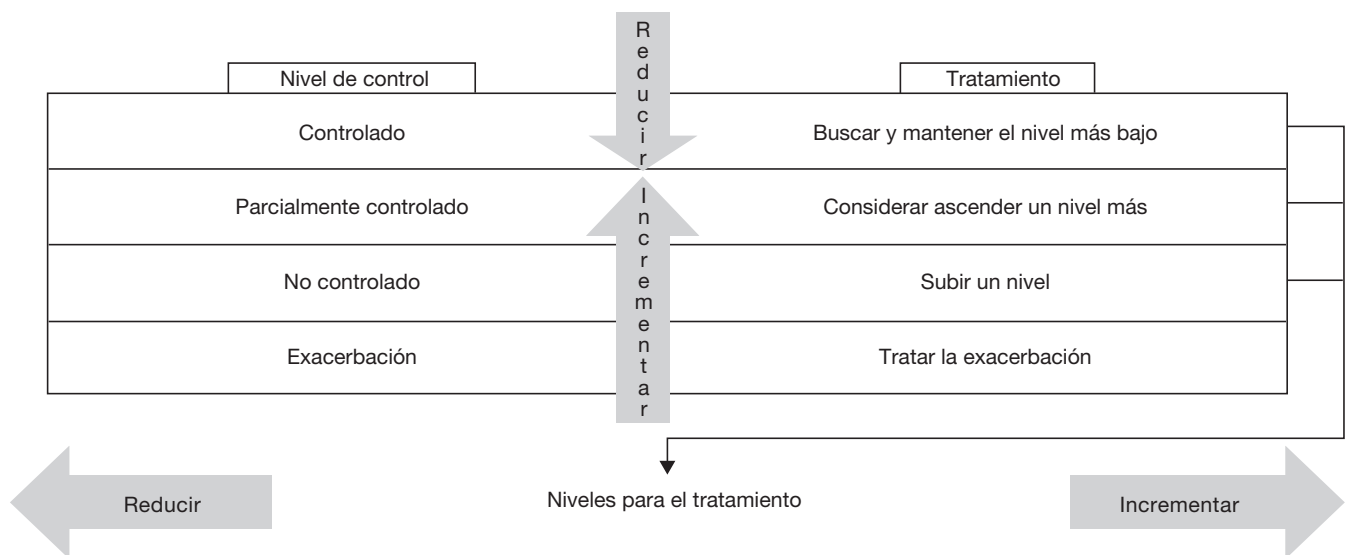 Reducir
Nivel de control
Tratamiento
Controlado
Buscar y mantener el nivel más bajo
Incrementar
Parcialmente controlado
Considerar ascender un nivel más
No controlado
Subir un nivel
Exacerbación
Tratar la exacerbación
Reducir
Niveles para el tratamiento
Incrementar